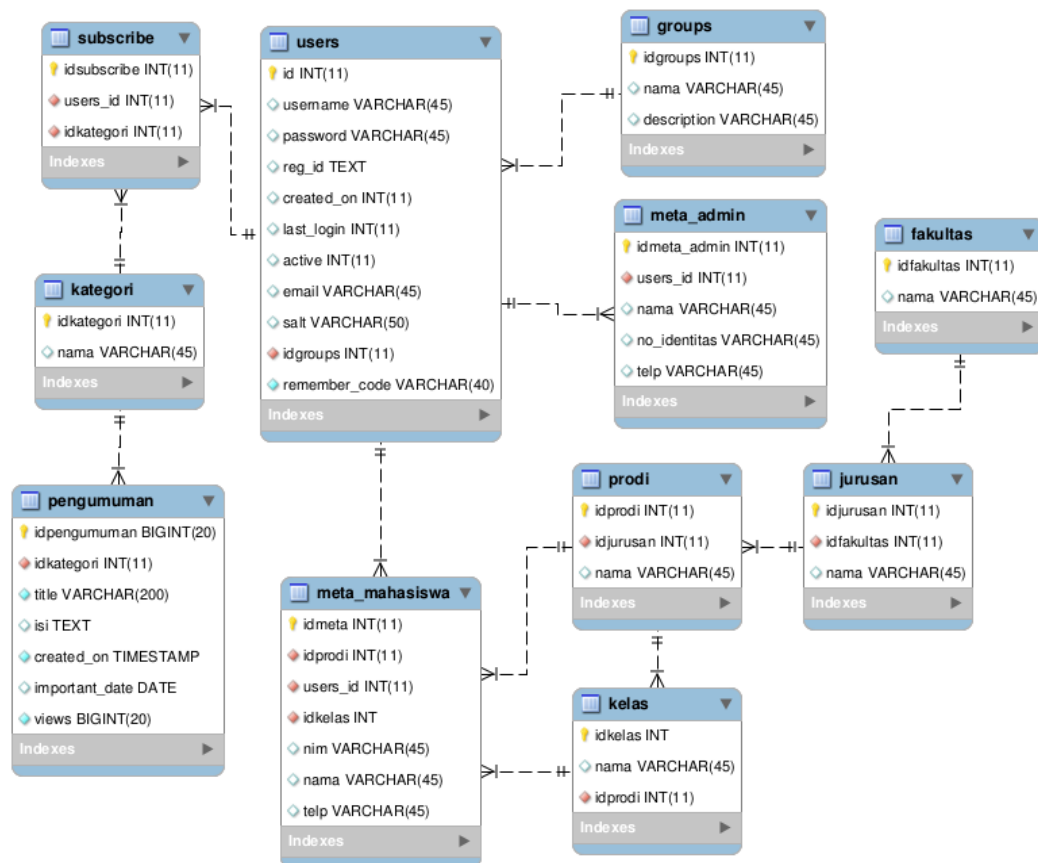 subscribe
idsubscribe INT(11)
users_id INT(11)
idkategori INT(11)
Indexes
users
id INT(11)
username VARCHAR(45)
password VARCHAR(45)
reg_id TEXT
created_on INT(11)
last_login INT(11)
active INT(11)
email VARCHAR(45)
salt VARCHAR(50)
idgroups INT(11)
remember_code VARCHAR(40)
Indexes
groups
idgroups INT(11)
nama VARCHAR(45)
description VARCHAR(45)
Indexes
meta_admin
idmeta_admin INT(11)
users_id INT(11)
nama VARCHAR(45)
no_identitas VARCHAR(45)
telp VARCHAR(45)
Indexes
fakultas
idfakultas INT(11)
nama VARCHAR(45)
Indexes
kategori
idkategori INT(11)
nama VARCHAR(45)
Indexes
pengumuman
idpengumuman BIGINT(20)
idkategori INT(11)
title VARCHAR(200)
isi TEXT
created_on TIMESTAMP
important_date DATE
views BIGINT(20)
Indexes
meta_mahasiswa
idmeta INT(11)
idprodi INT(11)
users_id INT(11)
idkelas INT
nim VARCHAR(45)
nama VARCHAR(45)
telp VARCHAR(45)
Indexes
prodi
idprodi INT(11)
idjurusan INT(11)
nama VARCHAR(45)
Indexes
jurusan
idjurusan INT(11)
idfakultas INT(11)
nama VARCHAR(45)
Indexes
kelas
idkelas INT
nama VARCHAR(45)
idprodi INT(11)
Indexes